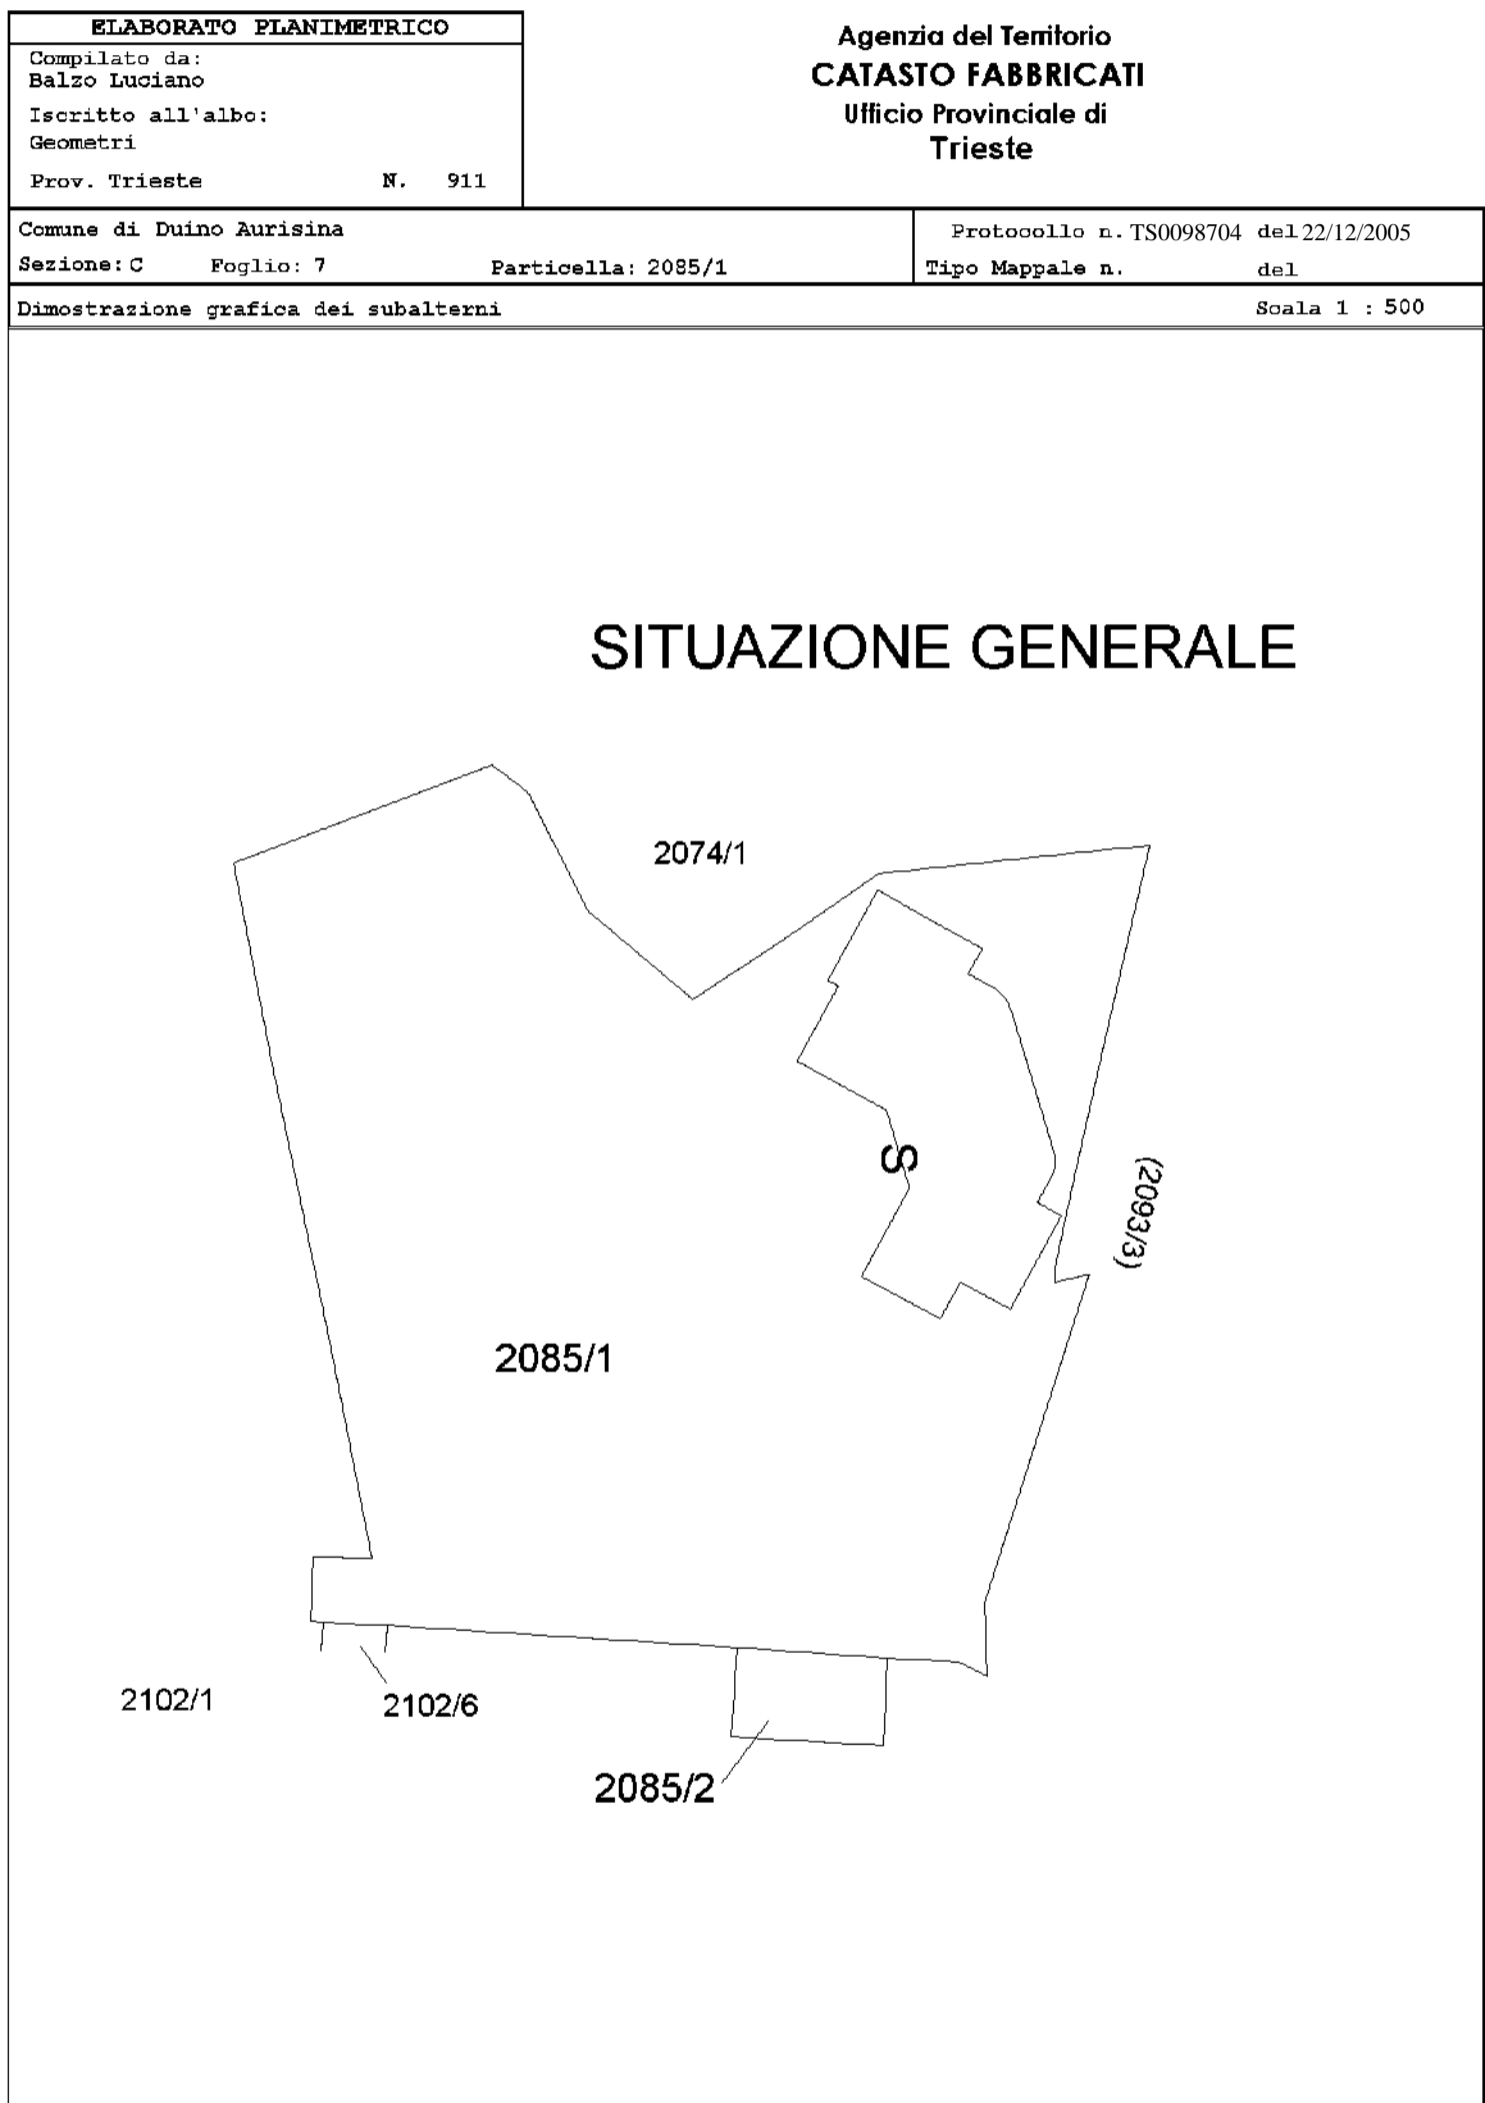 ELABORATO PLANIMETRICO
Compilato da:
Balzo Luciano
Iscritto all'albo:
Geometri
Prov. Trieste N. 911
Agenzia del Territorio
CATASTO FABBRICATI
Ufficio Provinciale di
Trieste
Comune di Duino Aurisina
Sezione: C Foglio: 7 Particella: 2085/1
Protocollo n. TS0098704 del 22/12/2005
Tipo Mappale n. del
Dimostrazione grafica dei subalterni
Scala 1 : 500
SITUAZIONE GENERALE
2074/1
S
(2093/3)
2085/1
2102/1
2102/6
2085/2